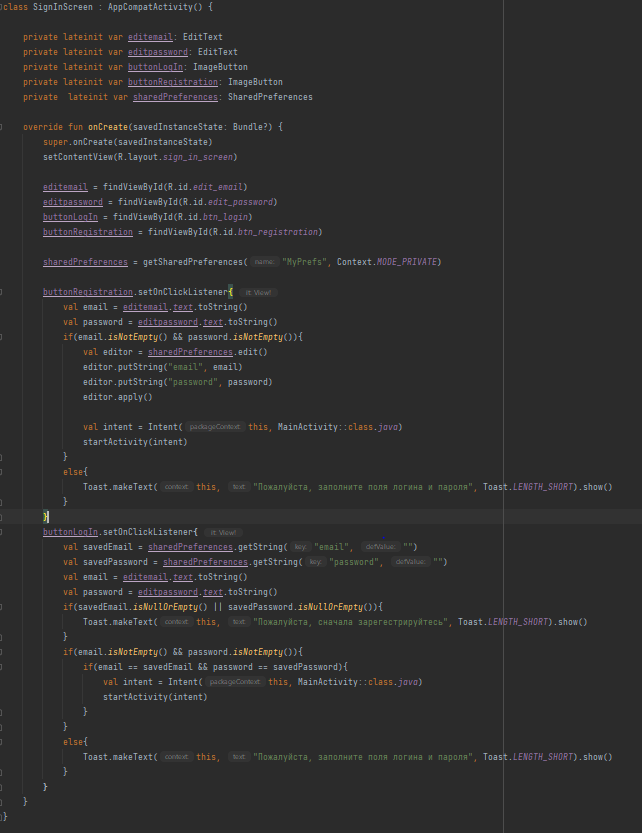 class SignInScreen : AppCompatActivity() {
private lateinit var editemail: EditText
private lateinit var editpassword: EditText
private lateinit var buttonLogIn: ImageButton
private lateinit var buttonRegistration: ImageButton
private  lateinit var sharedPreferences: SharedPreferences
override fun onCreate(savedInstanceState: Bundle?) {
super.onCreate(savedInstanceState)
setContentView(R.layout.sign_in_screen)
editemail = findViewById(R.id.edit_email)
editpassword = findViewById(R.id.edit_password)
buttonLogIn = findViewById(R.id.btn_login)
buttonRegistration = findViewById(R.id.btn_registration)
sharedPreferences = getSharedPreferences( name: "MyPrefs", Context.MODE_PRIVATE)
buttonRegistration.setOnClickListener{ it: View!
val email = editemail.text.toString()
val password = editpassword.text.toString()
if(email.isNotEmpty() && password.isNotEmpty()){
val editor = sharedPreferences.edit()
editor.putString("email", email)
editor.putString("password", password)
editor.apply()
val intent = Intent( packageContext: this, MainActivity::class.java)
startActivity(intent)
}
else{
Toast.makeText( context: this, text: "Пожалуйста, заполните поля логина и пароля", Toast.LENGTH_SHORT).show()
}
}
buttonLogIn.setOnClickListener{ it: View!
val savedEmail = sharedPreferences.getString( key: "email", defValue: "")
val savedPassword = sharedPreferences.getString( key: "password", defValue: "")
val email = editemail.text.toString()
val password = editpassword.text.toString()
if(savedEmail.isNullOrEmpty() || savedPassword.isNullOrEmpty()){
Toast.makeText( context: this, text: "Пожалуйста, сначала зарегестрируйтесь", Toast.LENGTH_SHORT).show()
}
if(email.isNotEmpty() && password.isNotEmpty()){
if(email == savedEmail && password == savedPassword){
val intent = Intent( packageContext: this, MainActivity::class.java)
startActivity(intent)
}
}
else{
Toast.makeText( context: this, text: "Пожалуйста, заполните поля логина и пароля", Toast.LENGTH_SHORT).show()
}
}
}
}